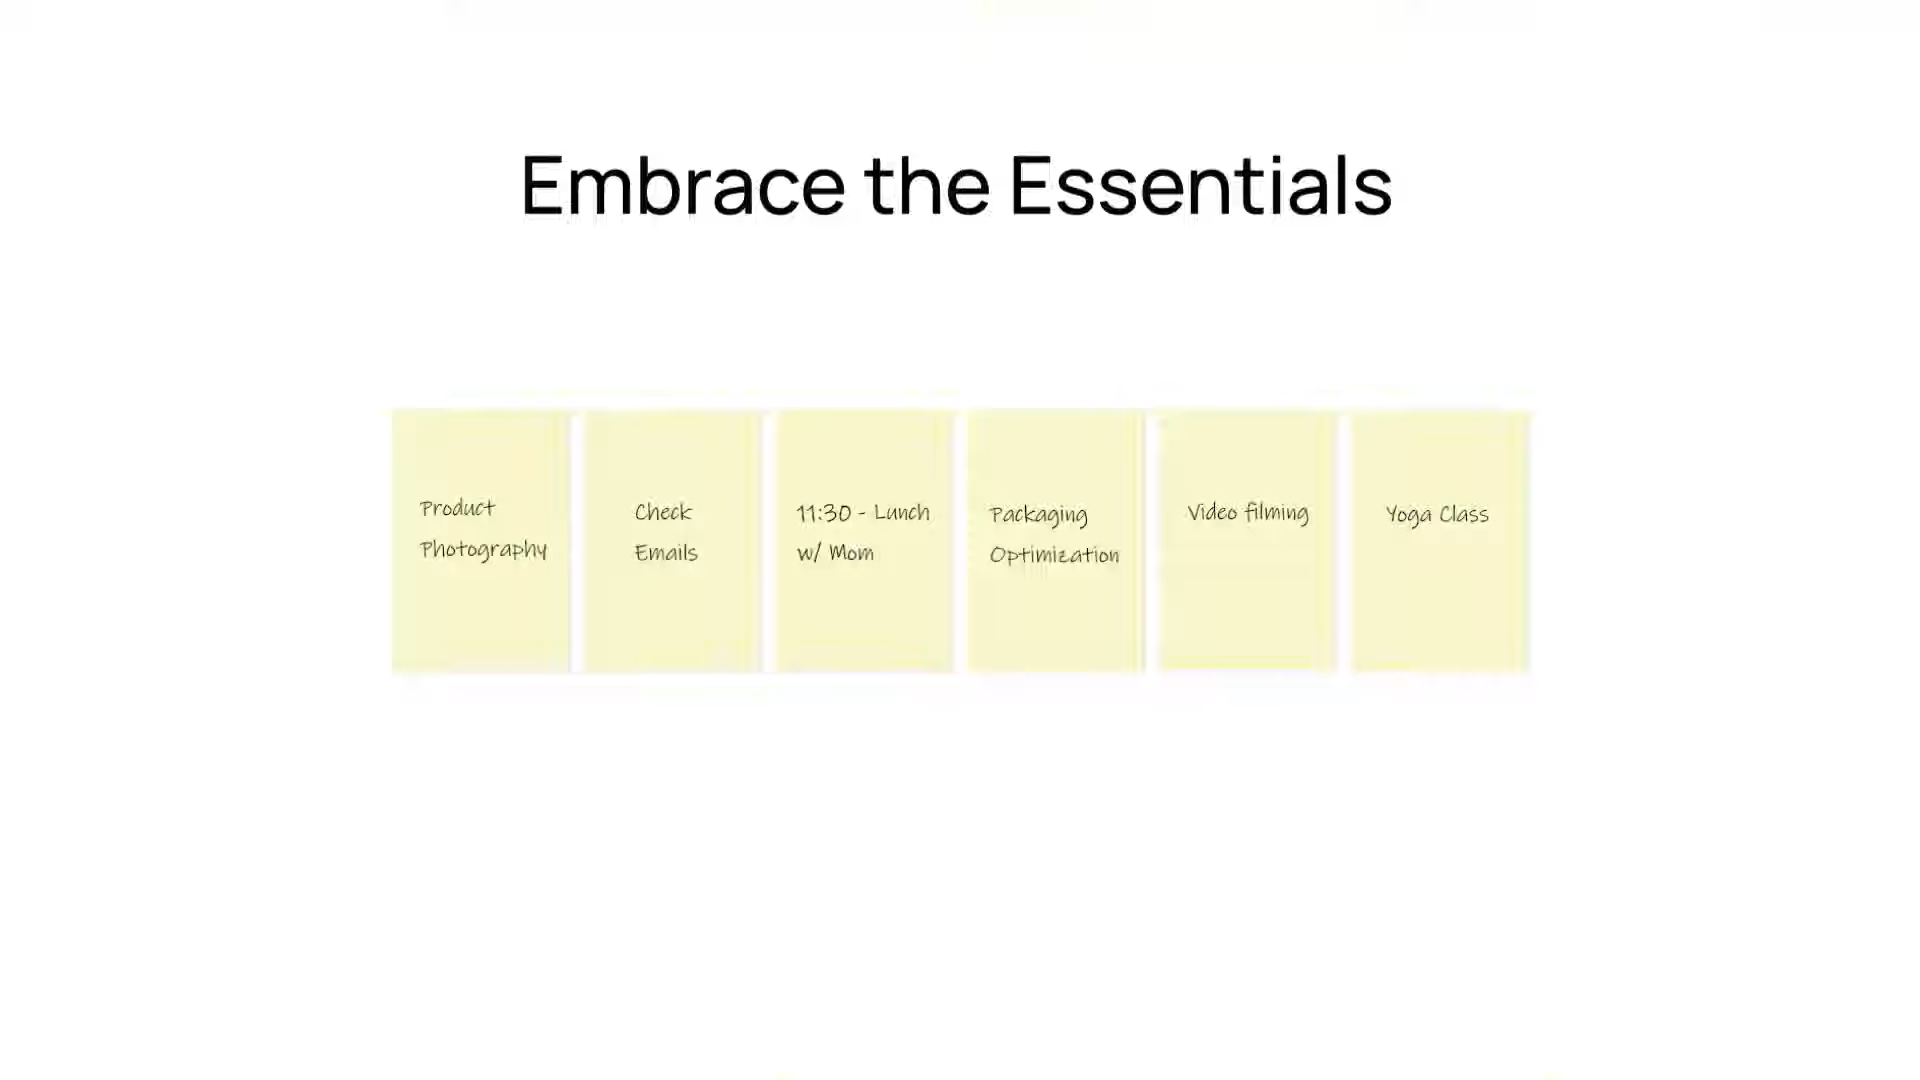 Embrace the Essentials
Product
Photography
Check
Emails
11:30 - Lunch
w/ Mom
Packaging
Optimization
Video filming
Yoga Class